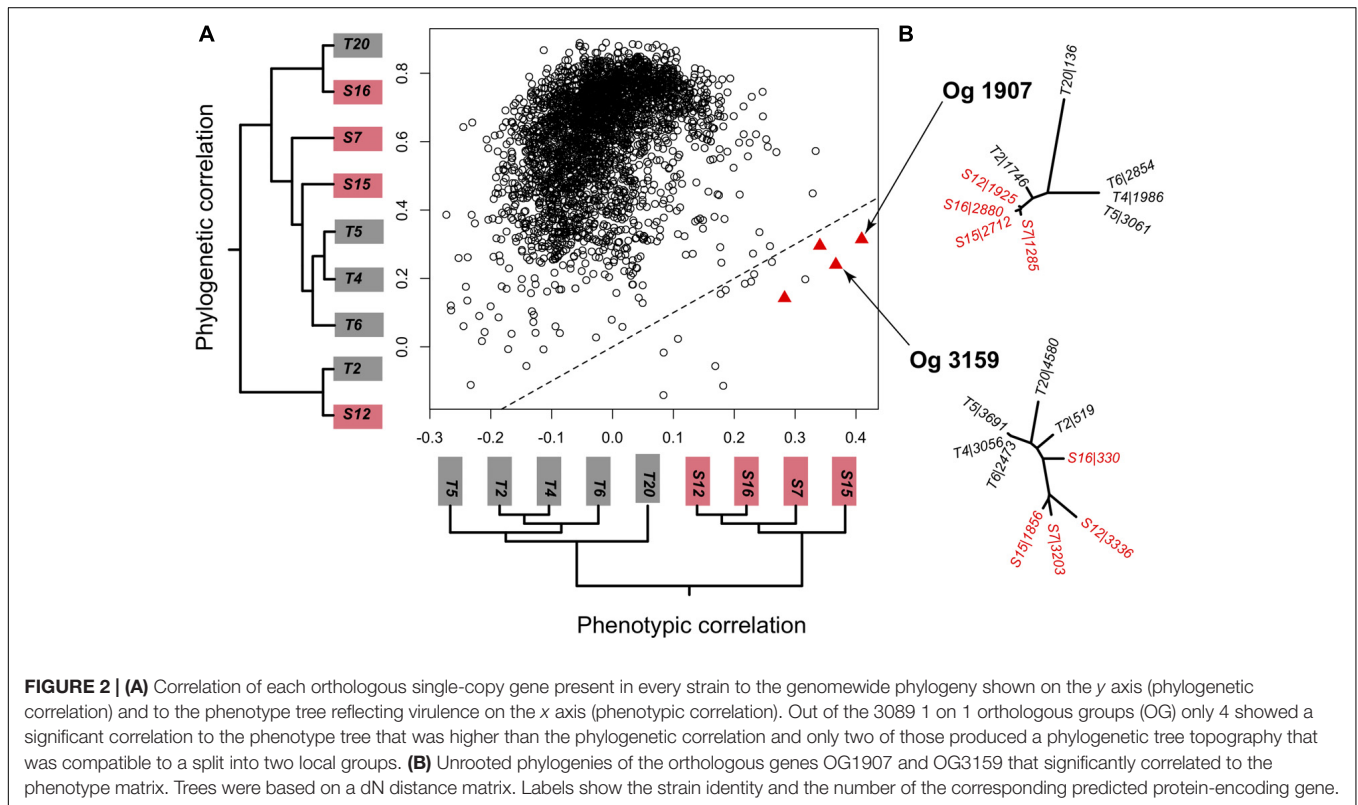 A
B
T20
S16
S7
S15
T5
T4
T6
T2
S12
Phylogenetic correlation
0.8
0.6
0.4
0.2
0.0
-0.3
-0.2
-0.1
0.0
0.1
0.2
0.3
0.4
T5
T2
T4
T6
T20
S12
S16
S7
S15
Phenotypic correlation
Og 1907
T20|136
T2|1746
S12|1925
S16|2880
S15|2712
S7|1285
T6|2854
T4|1986
T5|3061
Og 3159
T20|4580
T5|3691
T2|519
T4|3056
T6|2473
S16|330
S15|1856
S7|3203
S12|3336
FIGURE 2 | (A) Correlation of each orthologous single-copy gene present in every strain to the genomewide phylogeny shown on the y axis (phylogenetic
correlation) and to the phenotype tree reflecting virulence on the x axis (phenotypic correlation). Out of the 3089 1 on 1 orthologous groups (OG) only 4 showed a
significant correlation to the phenotype tree that was higher than the phylogenetic correlation and only two of those produced a phylogenetic tree topography that
was compatible to a split into two local groups. (B) Unrooted phylogenies of the orthologous genes OG1907 and OG3159 that significantly correlated to the
phenotype matrix. Trees were based on a dN distance matrix. Labels show the strain identity and the number of the corresponding predicted protein-encoding gene.